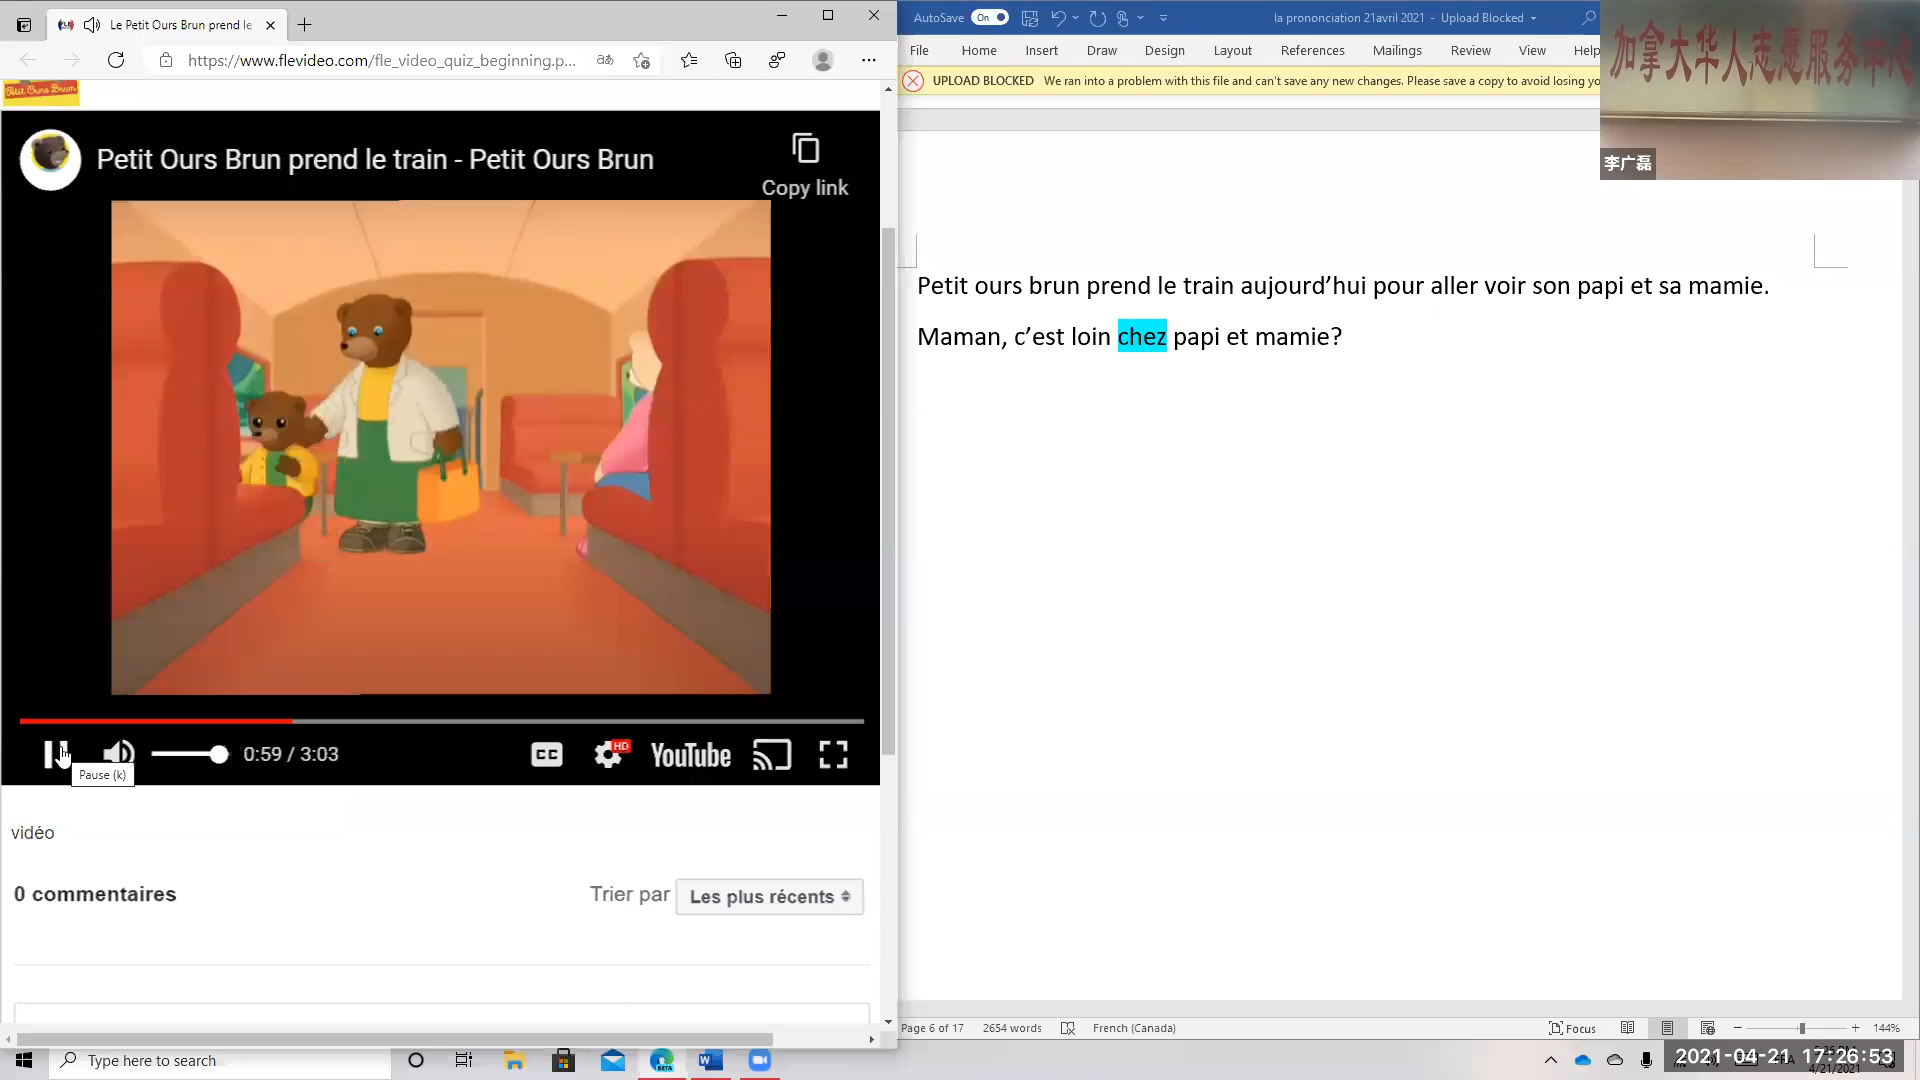 Le Petit Ours Brun prend le
https://www.flevideo.com/fle_video_quiz_beginning.p...
Petit Ours Brun
Petit Ours Brun prend le train - Petit Ours Brun
Copy link
0:59 / 3:03
CC
HD
YouTube
Pause (k)
vidéo
0 commentaires
Trier par
Les plus récents
AutoSave On
la prononciation 21avril 2021 - Upload Blocked
File Home Insert Draw Design Layout References Mailings Review View Help
UPLOAD BLOCKED We ran into a problem with this file and can't save any new changes. Please save a copy to avoid losing yo
加拿大华人志愿服务中心
李广磊
Petit ours brun prend le train aujourd’hui pour aller voir son papi et sa mamie.
Maman, c’est loin chez papi et mamie?
Page 6 of 17 2654 words French (Canada)
Focus
144%
Type here to search
BETA
2021-04-21 17:26:53
4/21/2021